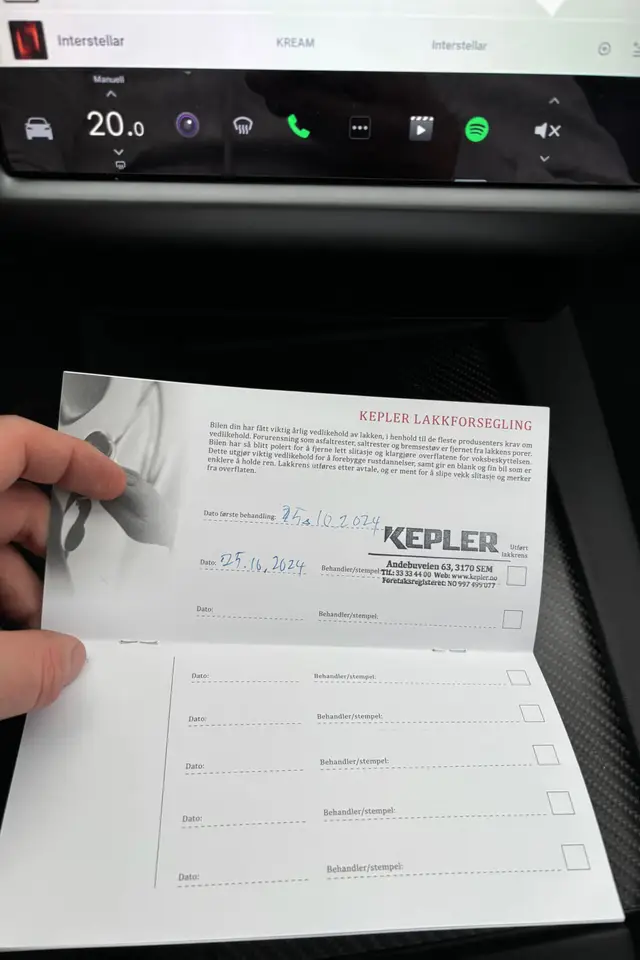 Interstellar
KREAM
Interstellar
Manuell
20.0
KEPLER LAKKFORSEGLING
Bilen din har fått viktig årlig vedlikehold av lakken, i henhold til de fleste produsenters krav om
vedlikehold. Forurensning som asfaltrester, saltrester og bremsestøv er fjernet fra lakkens porer.
Bilen har så blitt polert for å fjerne lett slitasje og klargjøre overflatene for voksbeskyttelsen.
Dette utgjør viktig vedlikehold for å forebygge rustdannelser, samt gir en blank og fin bil som er
enklere å holde ren. Lakkrens utføres etter avtale, og er ment for å slipe vekk slitasje og merker
fra overflaten.
Dato første behandling: 25.10.2024
KEPLER
Utført
lakkrens
Andebuveien 63, 3170 SEM
Dato: 25.10.2024 Behandler/stempel:
Tlf.: 33 33 44 00 Web: www.kepler.no
Foretaksregisteret: NO 997 499 077
Dato: Behandler/stempel:
Dato: Behandler/stempel:
Dato: Behandler/stempel:
Dato: Behandler/stempel:
Dato: Behandler/stempel:
Dato: Behandler/stempel: